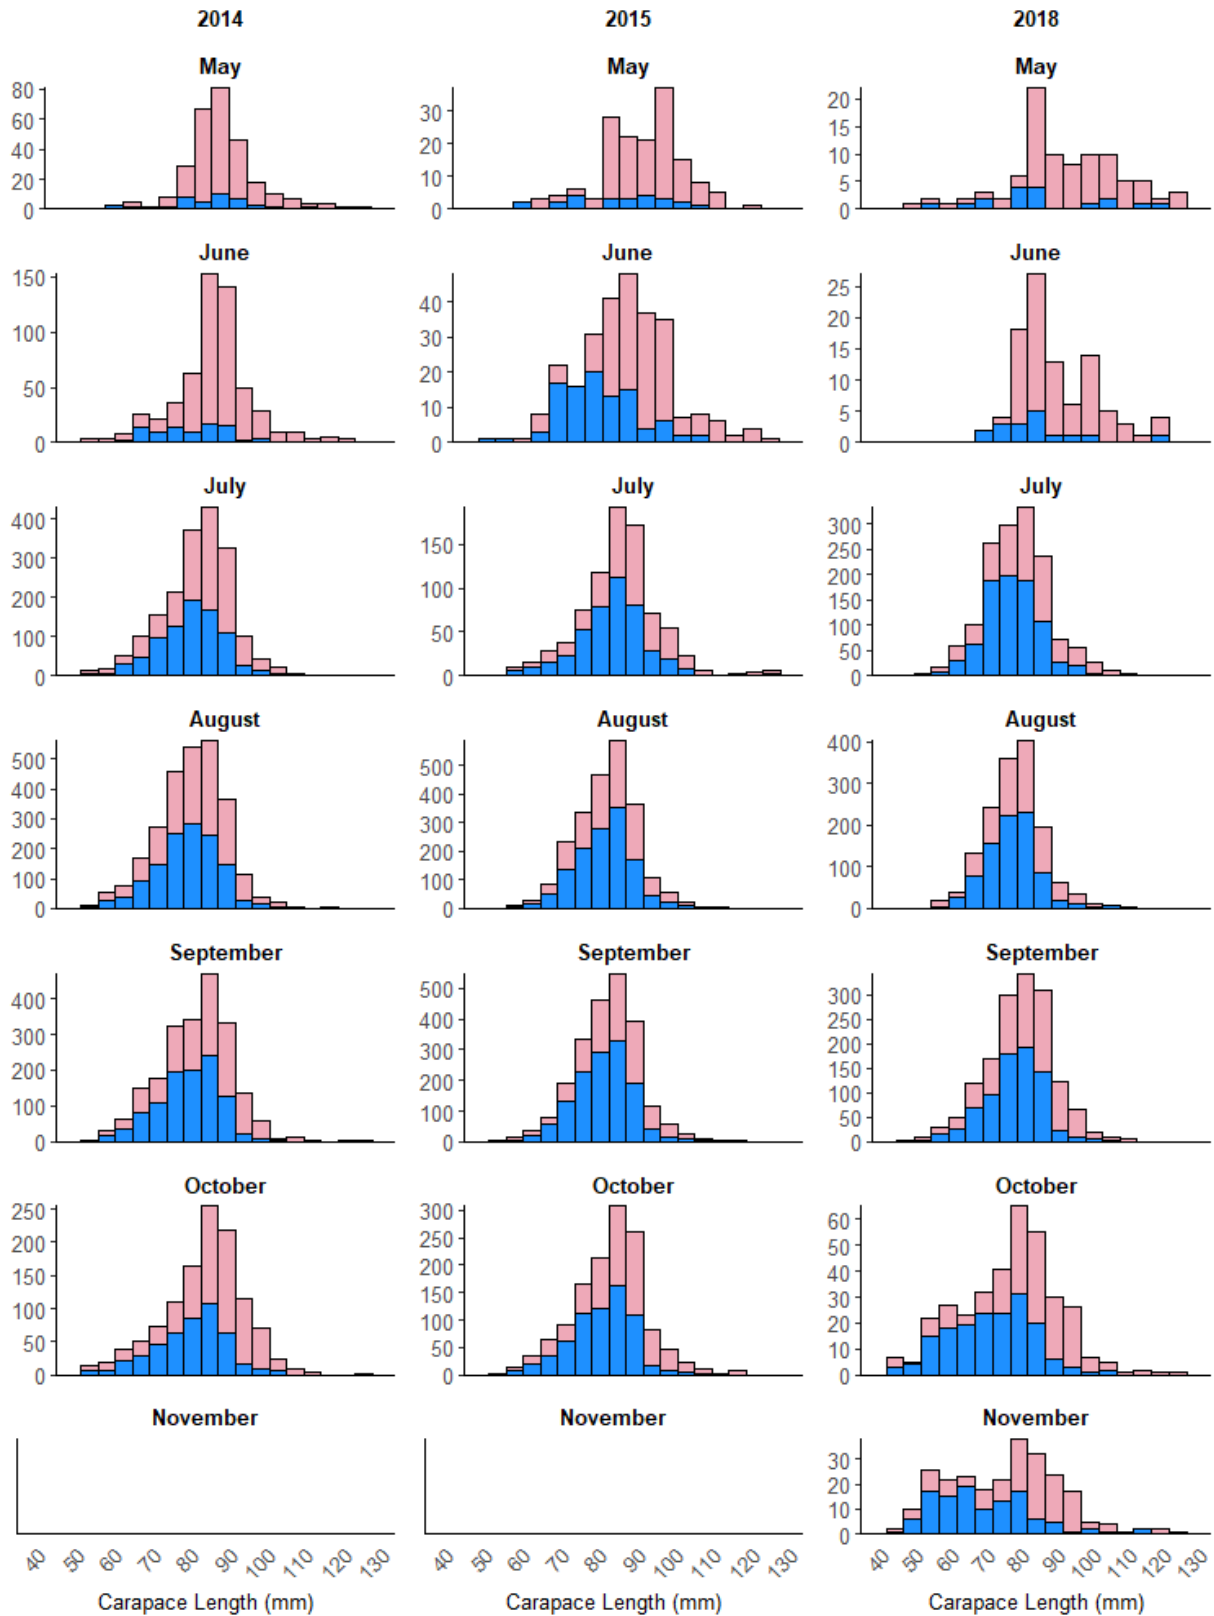 2014 2015 2018
May May May
80 60 40 20 0
30 20 10 0
20 15 10 5 0
June June June
150 100 50 0
40 30 20 10 0
25 20 15 10 5 0
July July July
400 300 200 100 0
150 100 50 0
300 250 200 150 100 50 0
August August August
500 400 300 200 100 0
500 400 300 200 100 0
400 300 200 100 0
September September September
400 300 200 100 0
500 400 300 200 100 0
300 250 200 150 100 50 0
October October October
250 200 150 100 50 0
300 250 200 150 100 50 0
60 50 40 30 20 10 0
November November November
30 20 10 0
40 50 60 70 80 90 100 110 120 130
40 50 60 70 80 90 100 110 120 130
40 50 60 70 80 90 100 110 120 130
Carapace Length (mm) Carapace Length (mm) Carapace Length (mm)